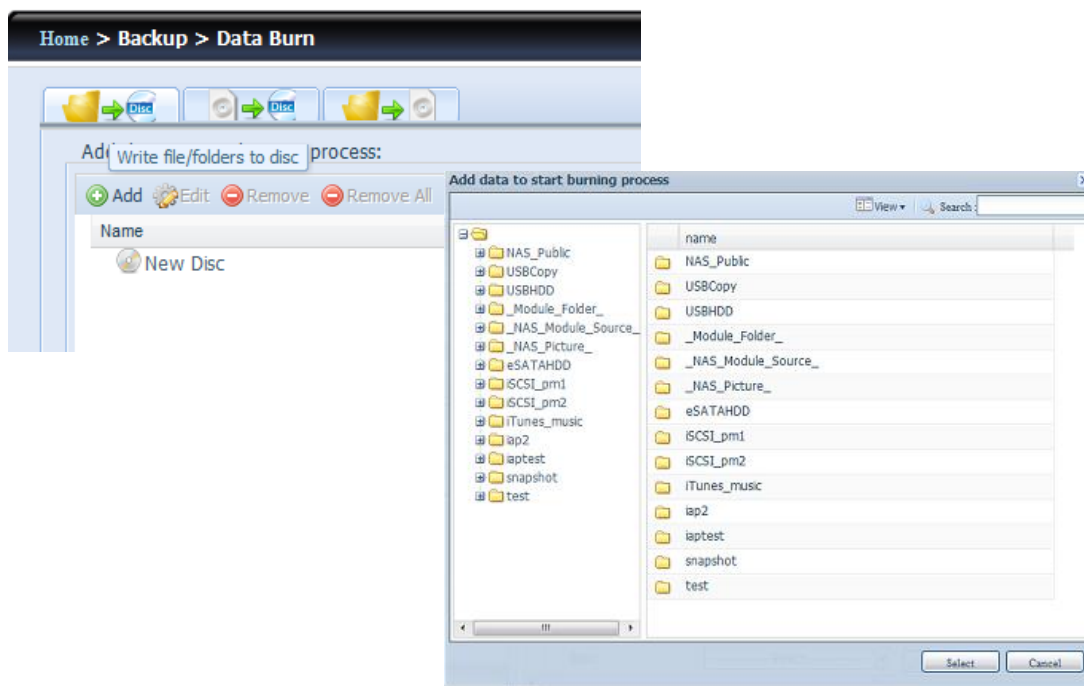 Home > Backup > Data Burn
Disc
Disc
Add
process:
Write file/folders to disc
Add Edit Remove Remove All
Name
New Disc
Add data to start burning process
View Search:
NAS_Public
USBCopy
USBHDD
_Module_Folder_
_NAS_Module_Source_
_NAS_Picture_
eSATAHDD
iSCSI_pm1
iSCSI_pm2
iTunes_music
iap2
iaptest
snapshot
test
name
NAS_Public
USBCopy
USBHDD
_Module_Folder_
_NAS_Module_Source_
_NAS_Picture_
eSATAHDD
iSCSI_pm1
iSCSI_pm2
iTunes_music
iap2
iaptest
snapshot
test
Select Cancel